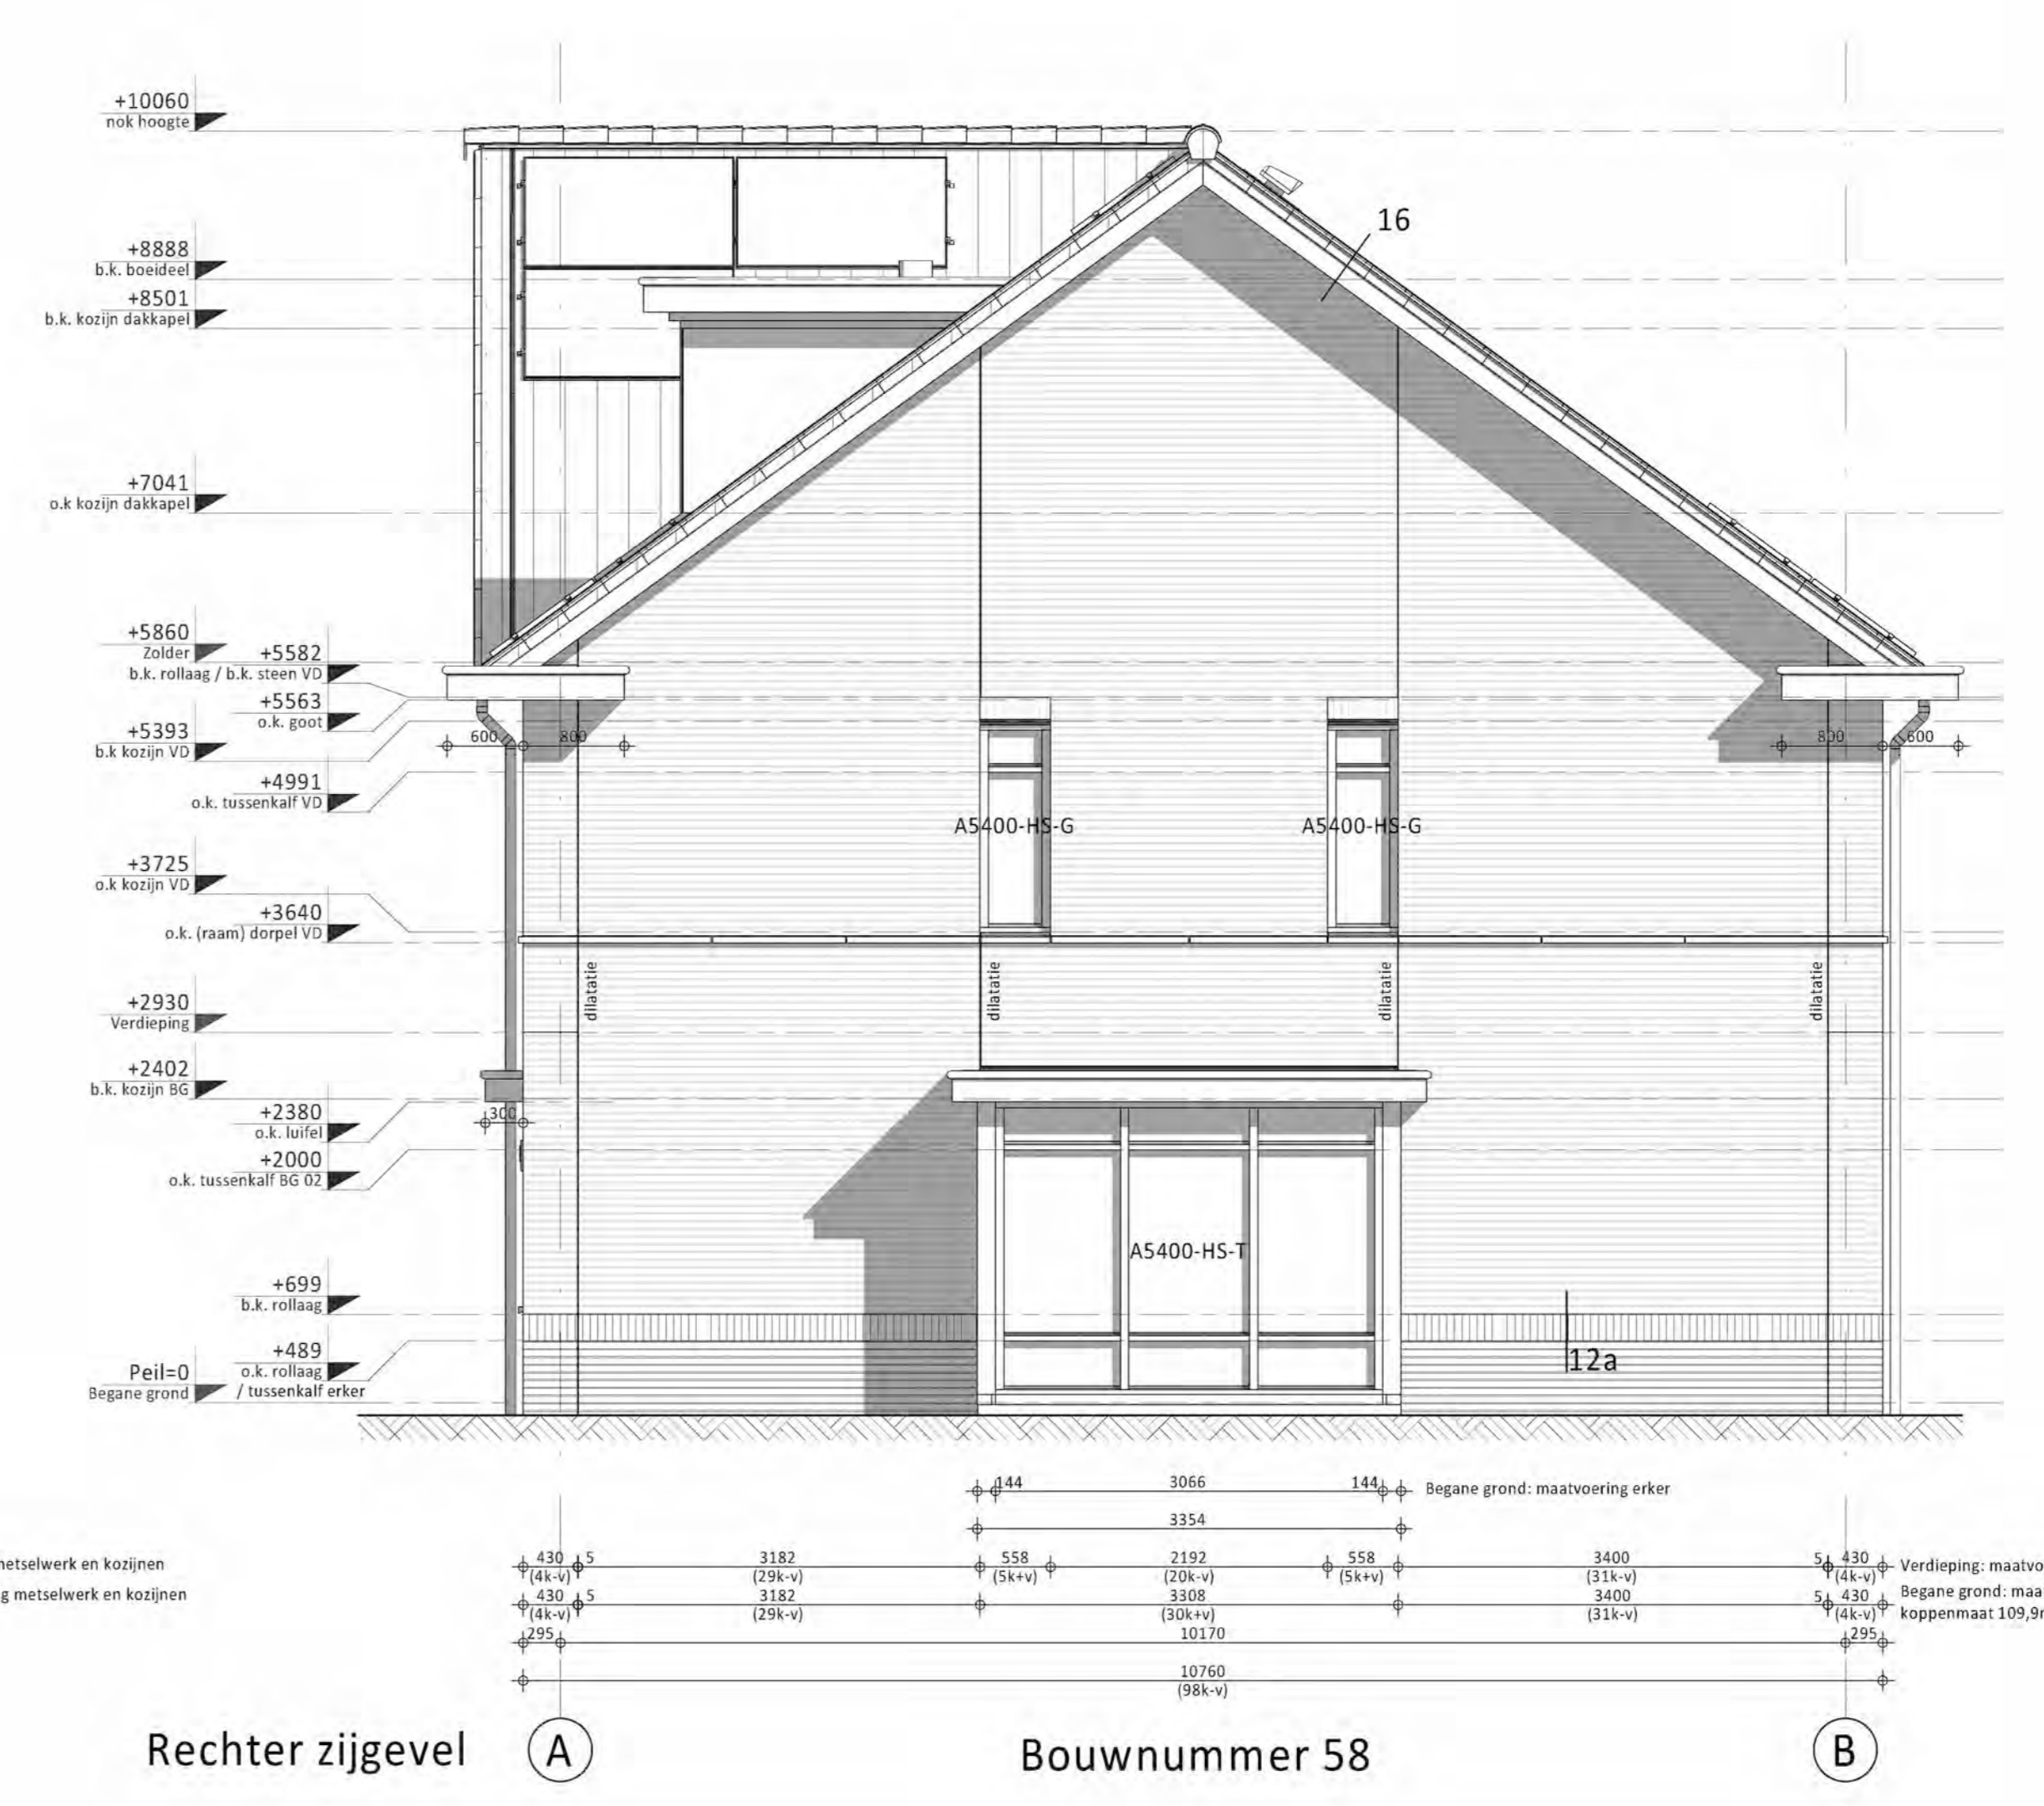 +10060
nok hoogte
+8888
b.k. boeideel
+8501
b.k. kozijn dakkapel
16
+7041
o.k kozijn dakkapel
+5860
Zolder
+5582
b.k. rollaag / b.k. steen VD
+5563
o.k. goot
+5393
b.k kozijn VD
600 800
800 600
+4991
o.k. tussenkalf VD
A5400-HS-G A5400-HS-G
+3725
o.k kozijn VD
+3640
o.k. (raam) dorpel VD
dilatatie
dilatatie
dilatatie
dilatatie
+2930
Verdieping
+2402
b.k. kozijn BG
+2380
o.k. luifel
300
+2000
o.k. tussenkalf BG 02
A5400-HS-T
+699
b.k. rollaag
+489
o.k. rollaag
/ tussenkalf erker
Peil=0
Begane grond
12a
144 3066 144 Begane grond: maatvoering erker
3354
netselwerk en kozijnen 430 5 3182 558 2192 558 3400 5 430 Verdieping: maatvo
(4k-v) (29k-v) (5k+v) (20k-v) (5k+v) (31k-v) (4k-v)
g metselwerk en kozijnen 430 5 3182 3308 3400 5 430 Begane grond: maa
(4k-v) (29k-v) (30k+v) (31k-v) (4k-v) koppenmaat 109,9
295 10170 295
10760
(98k-v)
Rechter zijgevel A Bouwnummer 58 B